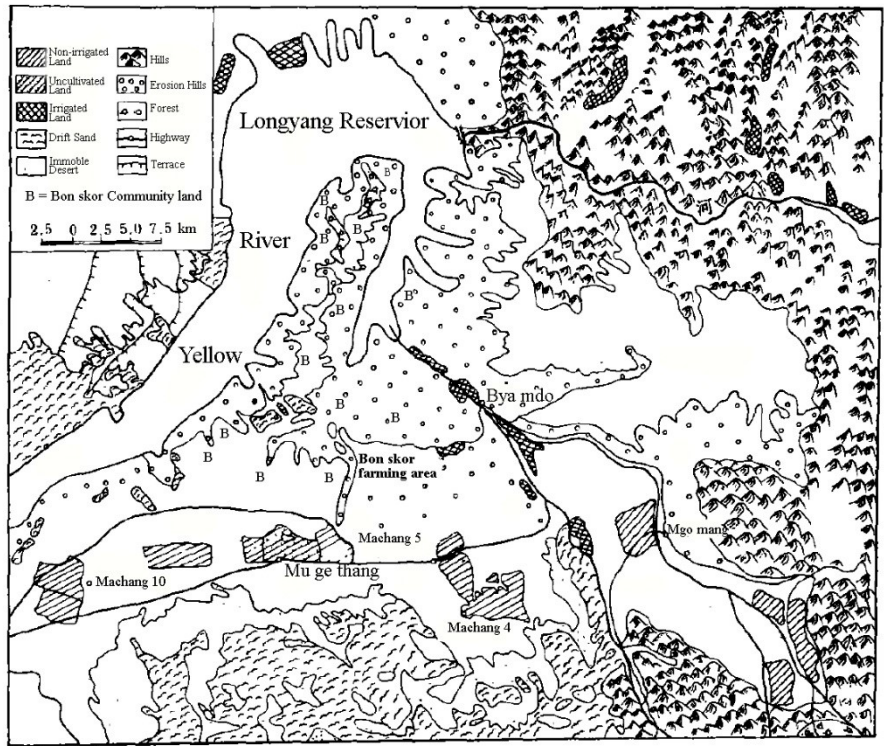 Non-irrigated
Land
Hills
Uncultivated
Land
Erosion Hills
Irrigated
Land
Forest
Drift Sand
Highway
Immoble
Desert
Terrace
B = Bon skor Community land
2.5 0 2.5 5.0 7.5 km
Longyang Reservior
河
River
B
B
B
B
B
B
B
Yellow
B
Bya mdo
B
B
B
B
B
B
B
Bon skor
farming area
Machang 5
Mgo mang
Machang 10
Mu ge thang
Machang 4